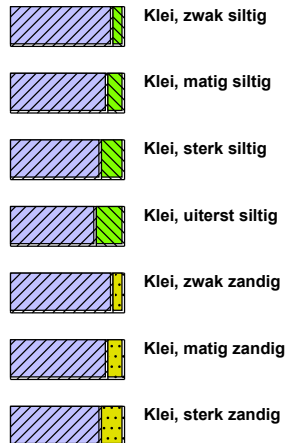 Klei, zwak siltig
Klei, matig siltig
Klei, sterk siltig
Klei, uiterst siltig
Klei, zwak zandig
Klei, matig zandig
Klei, sterk zandig